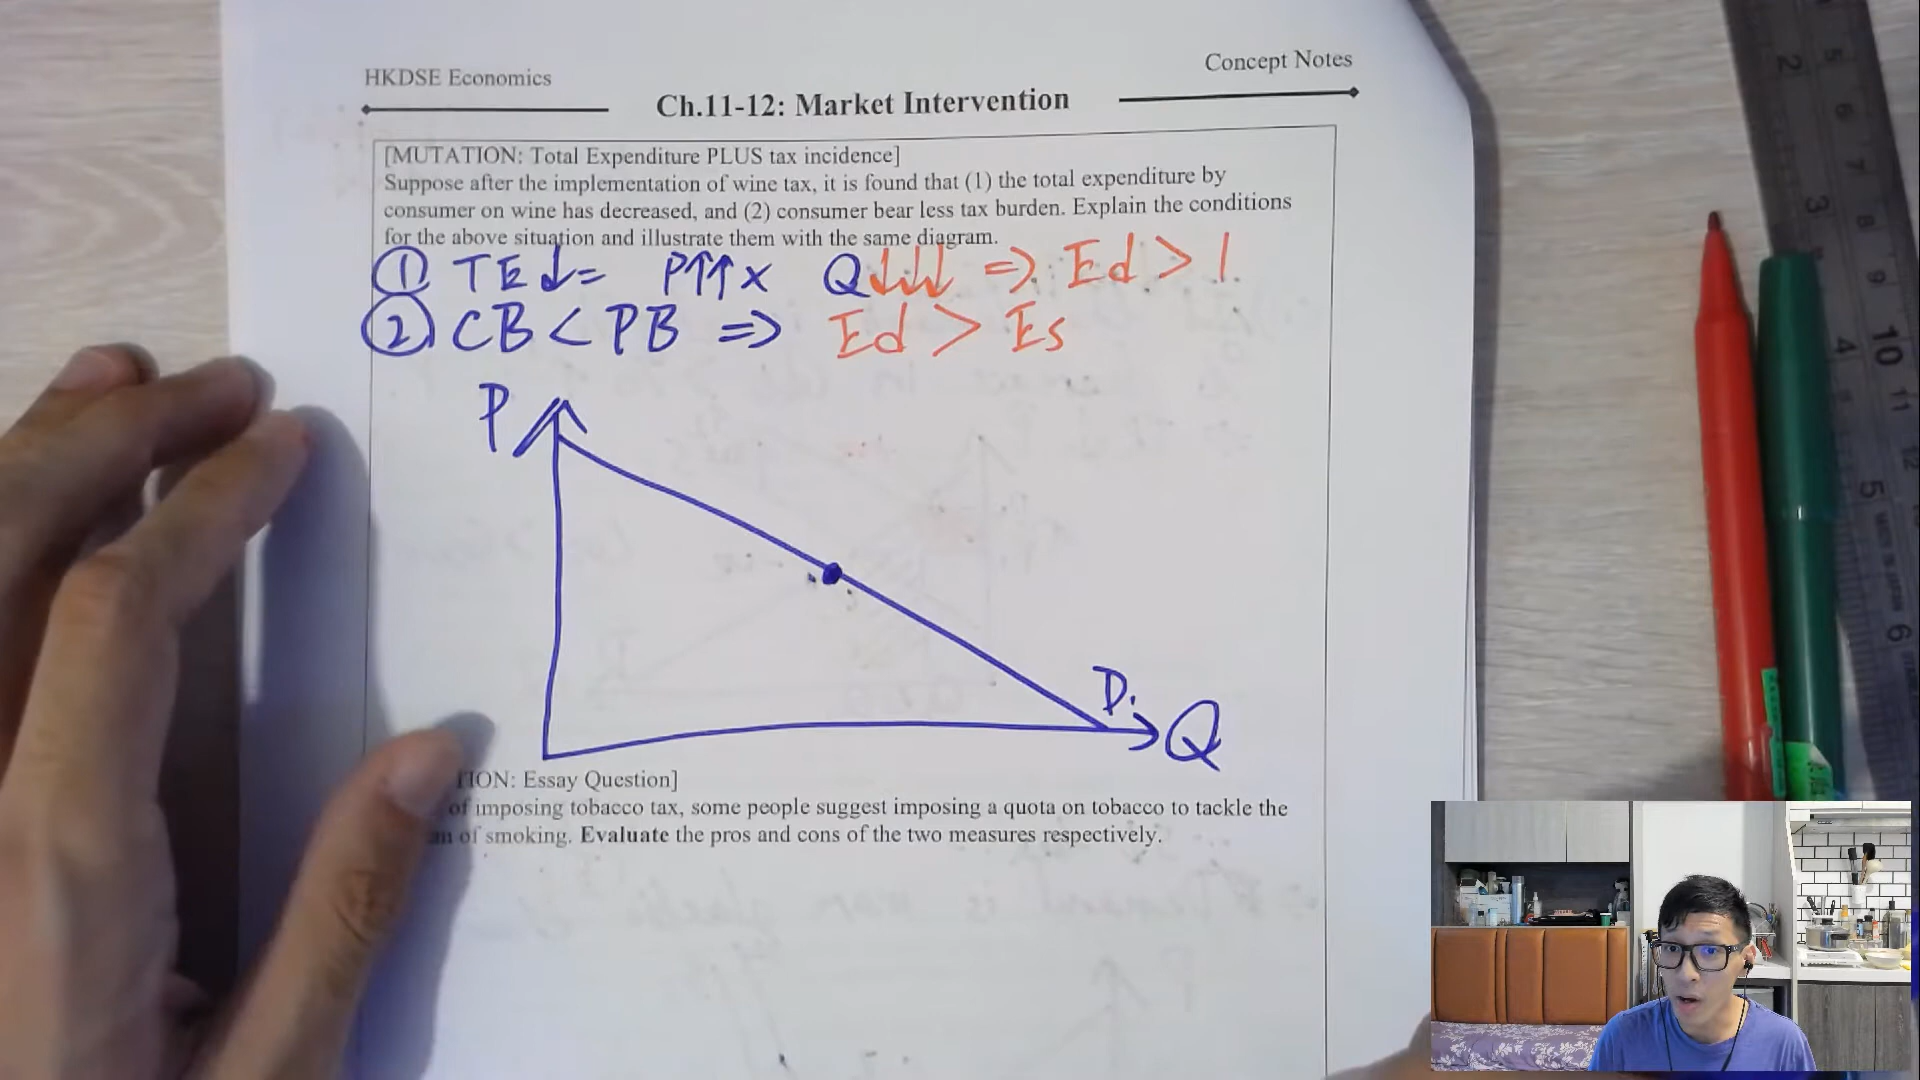 HKDSE Economics
Concept Notes
Ch.11-12: Market Intervention
[MUTATION: Total Expenditure PLUS tax incidence]
Suppose after the implementation of wine tax, it is found that (1) the total expenditure by
consumer on wine has decreased, and (2) consumer bear less tax burden. Explain the conditions
for the above situation and illustrate them with the same diagram.
① TE↓= P↑↑x Q↓↓↓ => Ed > 1
② CB < PB => Ed > Es
P
D.
Q
TION: Essay Question]
of imposing tobacco tax, some people suggest imposing a quota on tobacco to tackle the
of smoking. Evaluate the pros and cons of the two measures respectively.